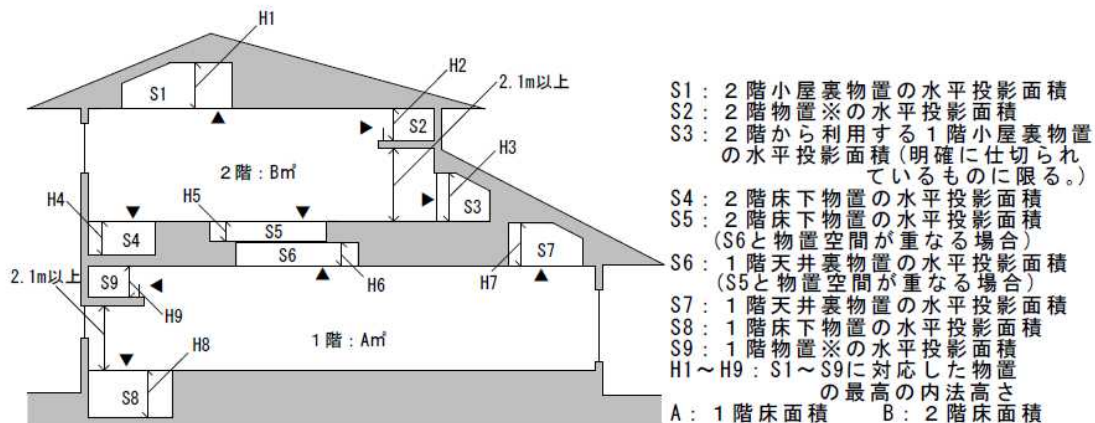 H1
H2
2.1m以上
S1
S2
H3
2階：B㎡
H4
H5
S3
S4
S5
S6
S7
2.1m以上
S9
H6
H7
H9
1階：A㎡
H8
S8
S1：2階小屋裏物置の水平投影面積
S2：2階物置※の水平投影面積
S3：2階から利用する1階小屋裏物置
の水平投影面積(明確に仕切られ
ているものに限る。)
S4：2階床下物置の水平投影面積
S5：2階床下物置の水平投影面積
(S6と物置空間が重なる場合)
S6：1階天井裏物置の水平投影面積
(S5と物置空間が重なる場合)
S7：1階天井裏物置の水平投影面積
S8：1階床下物置の水平投影面積
S9：1階物置※の水平投影面積
H1～H9：S1～S9に対応した物置
の最高の内法高さ
A：1階床面積　B：2階床面積